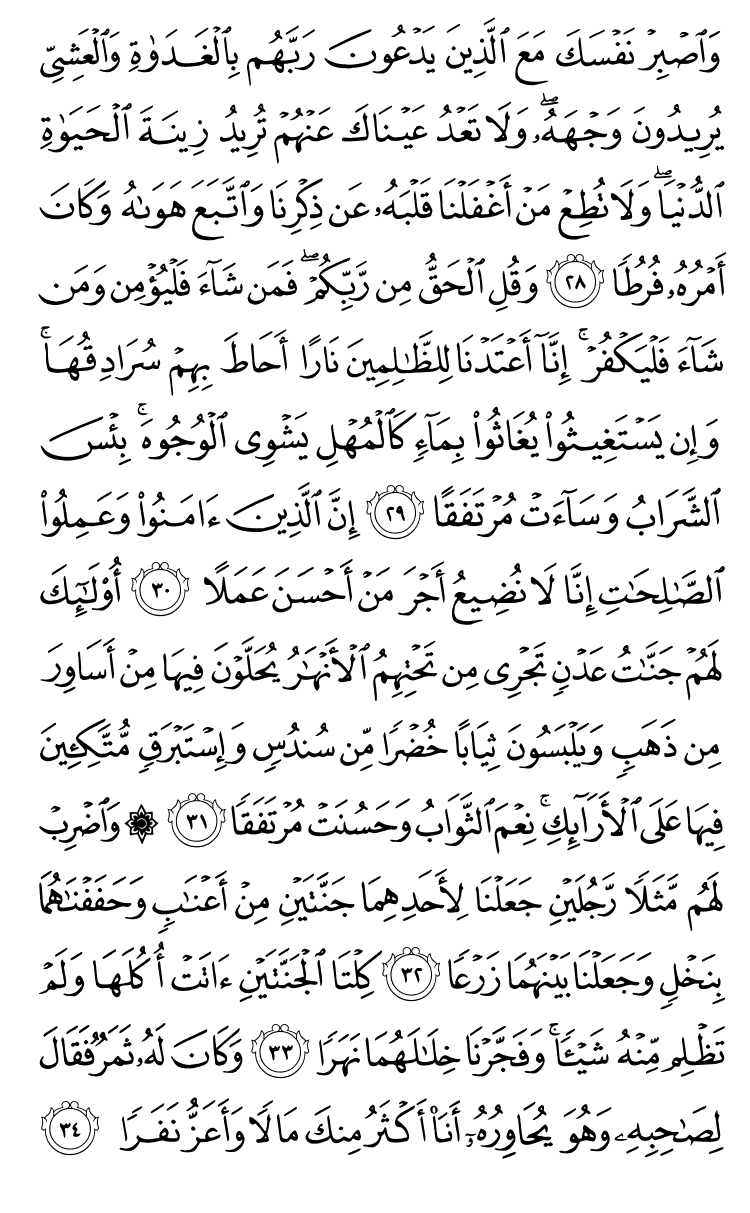 وَٱصۡبِرۡ نَفۡسَكَ مَعَ ٱلَّذِينَ يَدۡعُونَ رَبَّهُم بِٱلۡغَدَوٰةِ وَٱلۡعَشِيِّ
يُرِيدُونَ وَجۡهَهُۥۖ وَلَا تَعۡدُ عَيۡنَاكَ عَنۡهُمۡ تُرِيدُ زِينَةَ ٱلۡحَيَوٰةِ
ٱلدُّنۡيَاۖ وَلَا تُطِعۡ مَنۡ أَغۡفَلۡنَا قَلۡبَهُۥ عَن ذِكۡرِنَا وَٱتَّبَعَ هَوَىٰهُ وَكَانَ
أَمۡرُهُۥ فُرُطٗا ٢٨ وَقُلِ ٱلۡحَقُّ مِن رَّبِّكُمۡۖ فَمَن شَآءَ فَلۡيُؤۡمِن وَمَن
شَآءَ فَلۡيَكۡفُرۡۚ إِنَّآ أَعۡتَدۡنَا لِلظَّٰلِمِينَ نَارًا أَحَاطَ بِهِمۡ سُرَادِقُهَاۚ
وَإِن يَسۡتَغِيثُواْ يُغَاثُواْ بِمَآءٖ كَٱلۡمُهۡلِ يَشۡوِي ٱلۡوُجُوهَۚ بِئۡسَ
ٱلشَّرَابُ وَسَآءَتۡ مُرۡتَفَقًا ٢٩ إِنَّ ٱلَّذِينَ ءَامَنُواْ وَعَمِلُواْ
ٱلصَّٰلِحَٰتِ إِنَّا لَا نُضِيعُ أَجۡرَ مَنۡ أَحۡسَنَ عَمَلًا ٣٠ أُوْلَٰٓئِكَ
لَهُمۡ جَنَّٰتُ عَدۡنٖ تَجۡرِي مِن تَحۡتِهِمُ ٱلۡأَنۡهَٰرُ يُحَلَّوۡنَ فِيهَا مِنۡ أَسَاوِرَ
مِن ذَهَبٖ وَيَلۡبَسُونَ ثِيَابًا خُضۡرٗا مِّن سُندُسٖ وَإِسۡتَبۡرَقٖ مُّتَّكِـِٔينَ
فِيهَا عَلَى ٱلۡأَرَآئِكِۚ نِعۡمَ ٱلثَّوَابُ وَحَسُنَتۡ مُرۡتَفَقٗا ٣١ ۞ وَٱضۡرِبۡ
لَهُم مَّثَلٗا رَّجُلَيۡنِ جَعَلۡنَا لِأَحَدِهِمَا جَنَّتَيۡنِ مِنۡ أَعۡنَٰبٖ وَحَفَفۡنَٰهُمَا
بِنَخۡلٖ وَجَعَلۡنَا بَيۡنَهُمَا زَرۡعٗا ٣٢ كِلۡتَا ٱلۡجَنَّتَيۡنِ ءَاتَتۡ أُكُلَهَا وَلَمۡ
تَظۡلِم مِّنۡهُ شَيۡـٔٗاۚ وَفَجَّرۡنَا خِلَٰلَهُمَا نَهَرٗا ٣٣ وَكَانَ لَهُۥ ثَمَرٞ فَقَالَ
لِصَٰحِبِهِۦ وَهُوَ يُحَاوِرُهُۥٓ أَنَا۠ أَكۡثَرُ مِنكَ مَالٗا وَأَعَزُّ نَفَرٗا ٣٤